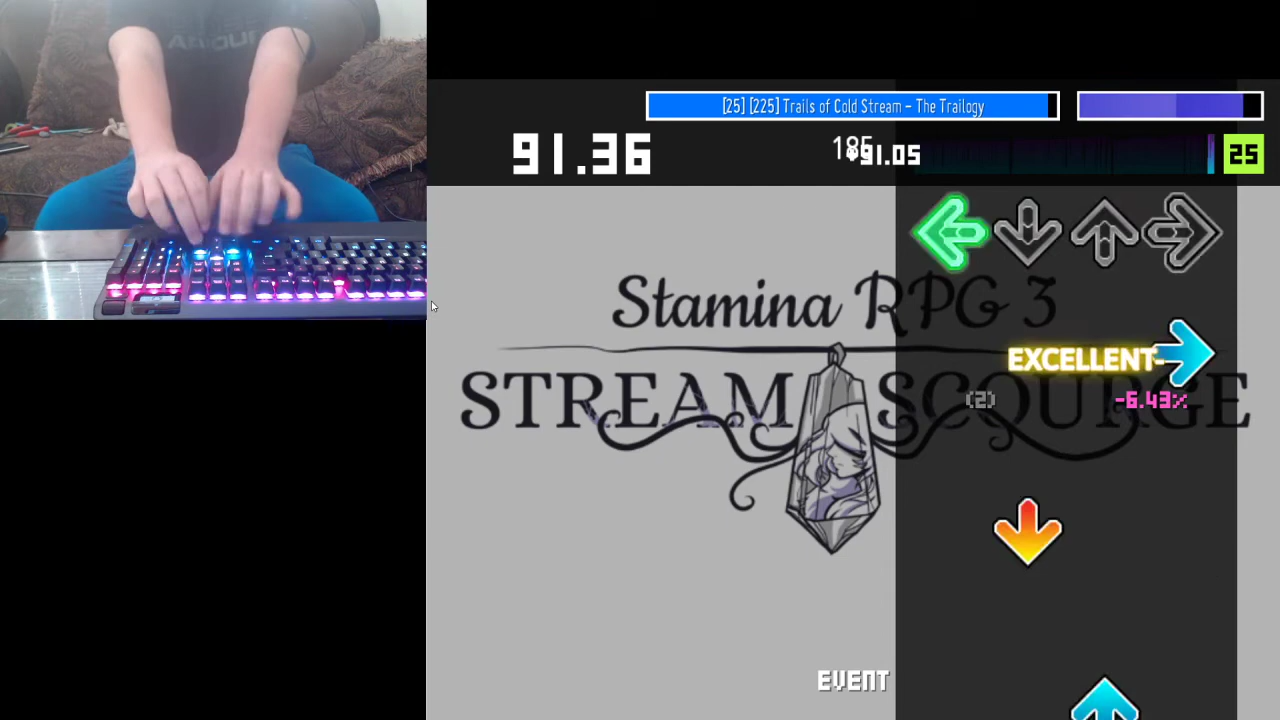 [25] [225] Trails of Cold Stream - The Trailogy
91.36
91.05
25
Stamina RPG 3
STREAM SCOURGE
EXCELLENT-
(2)
-6.43%
EVENT